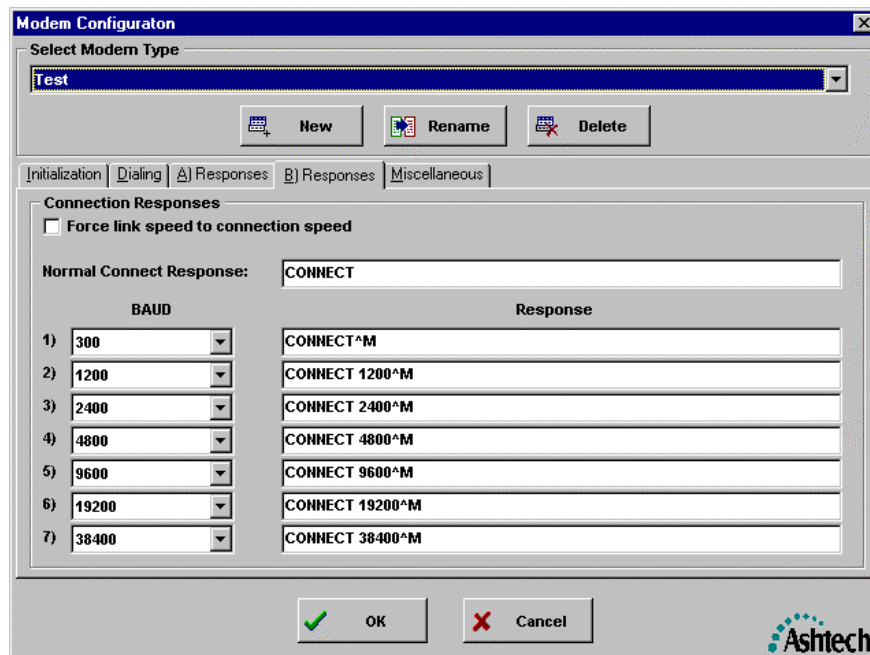 Modem Configuraton
Select Modem Type
Test
New Rename Delete
Initialization Dialing A) Responses B) Responses Miscellaneous
Connection Responses
Force link speed to connection speed
Normal Connect Response: CONNECT
BAUD Response
1) 300 CONNECT^M
2) 1200 CONNECT 1200^M
3) 2400 CONNECT 2400^M
4) 4800 CONNECT 4800^M
5) 9600 CONNECT 9600^M
6) 19200 CONNECT 19200^M
7) 38400 CONNECT 38400^M
OK Cancel
Ashtech